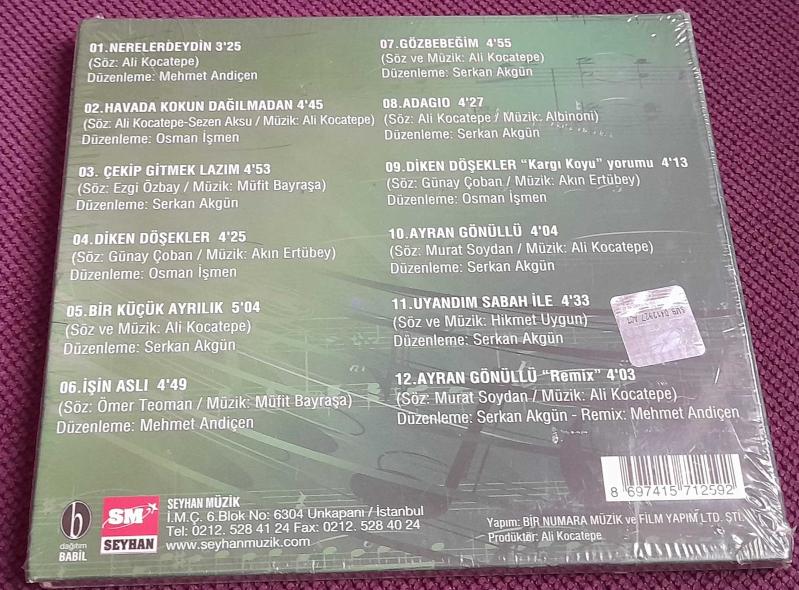 01.NERELERDEYDİN 3'25
(Söz: Ali Kocatepe)
Düzenleme: Mehmet Andiçen
02.HAVADA KOKUN DAĞILMADAN 4'45
(Söz: Ali Kocatepe-Sezen Aksu / Müzik: Ali Kocatepe)
Düzenleme: Osman İşmen
03. ÇEKİP GİTMEK LAZIM 4'53
(Söz: Ezgi Özbay / Müzik: Müfit Bayraşa)
Düzenleme: Serkan Akgün
04.DİKEN DÖŞEKLER 4'25
(Söz: Günay Çoban / Müzik: Akın Ertübey)
Düzenleme: Osman İşmen
05.BİR KÜÇÜK AYRILIK 5'04
(Söz ve Müzik: Ali Kocatepe)
Düzenleme: Serkan Akgün
06.İŞİN ASLI 4'49
(Söz: Ömer Teoman / Müzik: Müfit Bayraşa)
Düzenleme: Mehmet Andiçen
07.GÖZBEBEĞİM 4'55
(Söz ve Müzik: Ali Kocatepe)
Düzenleme: Serkan Akgün
08.ADAGIO 4'27
(Söz: Ali Kocatepe / Müzik: Albinoni)
Düzenleme: Serkan Akgün
09.DİKEN DÖŞEKLER "Kargı Koyu" yorumu 4'13
(Söz: Günay Çoban / Müzik: Akın Ertübey)
Düzenleme: Osman İşmen
10.AYRAN GÖNÜLLÜ 4'04
(Söz: Murat Soydan / Müzik: Ali Kocatepe)
Düzenleme: Serkan Akgün
11.UYANDIM SABAH İLE 4'33
(Söz ve Müzik: Hikmet Uygun)
Düzenleme: Serkan Akgün
12.AYRAN GÖNÜLLÜ "Remix" 4'03
(Söz: Murat Soydan / Müzik: Ali Kocatepe)
Düzenleme: Serkan Akgün - Remix: Mehmet Andiçen
b
dağıtım
BABİL
SM
SEYHAN
SEYHAN MÜZİK
İ.M.Ç. 6.Blok No: 6304 Unkapanı / İstanbul
Tel: 0212. 528 41 24 Fax: 0212. 528 40 24
www.seyhanmuzik.com
8 697415 712592
Yapım: BİR NUMARA MÜZİK ve FİLM YAPIM LTD. ŞTİ.
Prodüktör: Ali Kocatepe